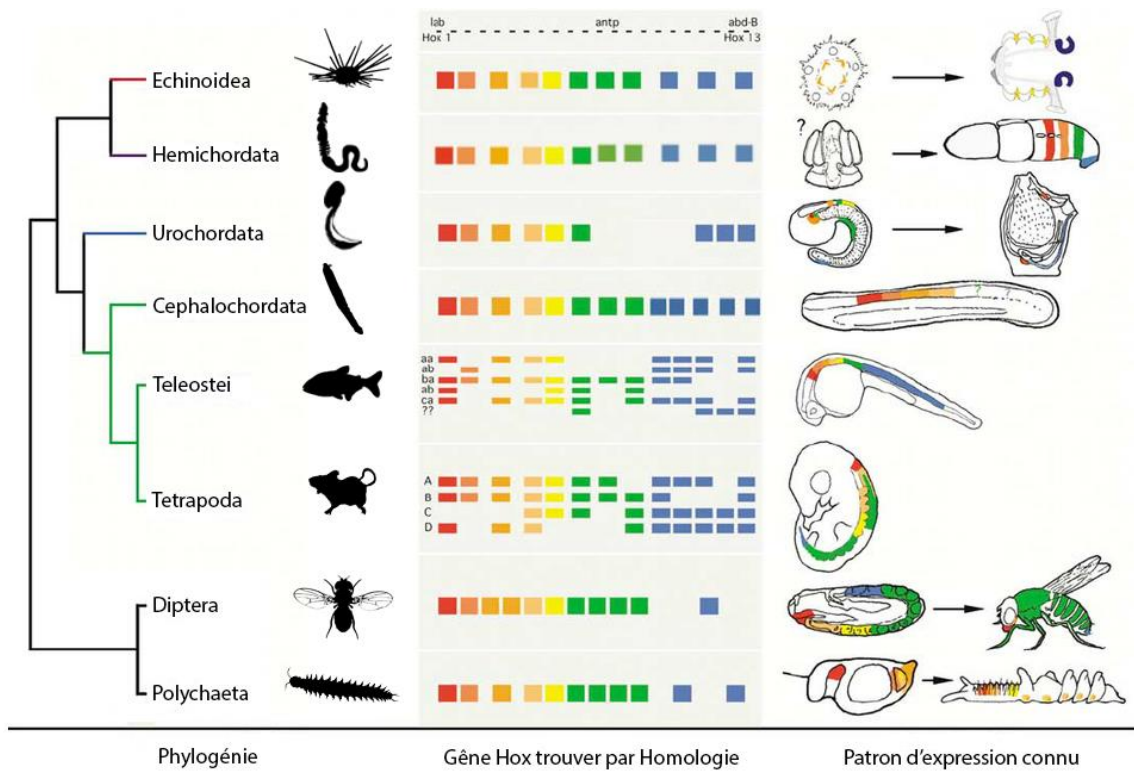 lab antp abd-B
Hox 1 Hox 13
Echinoidea
?
Hemichordata
Urochordata
Cephalochordata
?
aa
ab
Teleostei
ba
ab
ca
??
A
Tetrapoda
B
C
D
Diptera
Polychaeta
Phylogénie Gêne Hox trouver par Homologie Patron d'expression connu